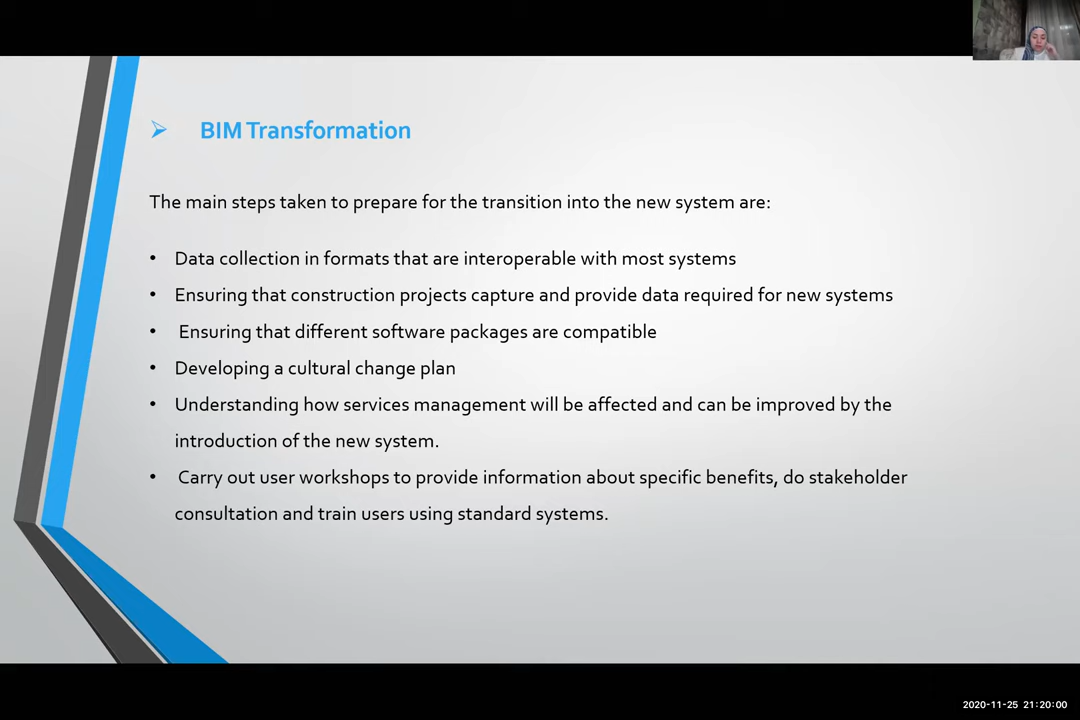 BIM Transformation
The main steps taken to prepare for the transition into the new system are:
• Data collection in formats that are interoperable with most systems
• Ensuring that construction projects capture and provide data required for new systems
• Ensuring that different software packages are compatible
• Developing a cultural change plan
• Understanding how services management will be affected and can be improved by the
introduction of the new system.
• Carry out user workshops to provide information about specific benefits, do stakeholder
consultation and train users using standard systems.
2020-11-25 21:20:00